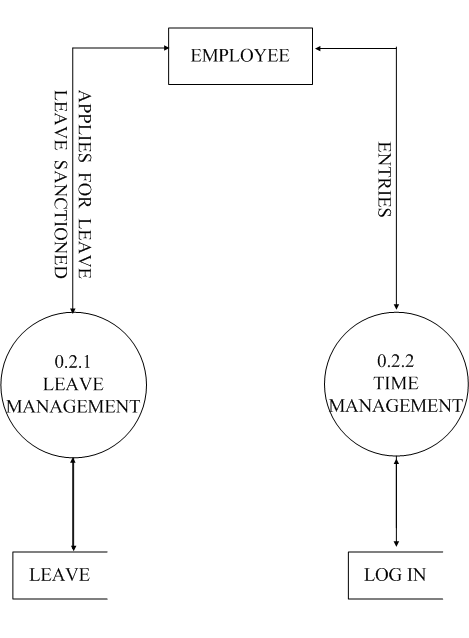 EMPLOYEE
APPLIES FOR LEAVE
LEAVE SANCTIONED
ENTRIES
0.2.1
LEAVE
MANAGEMENT
0.2.2
TIME
MANAGEMENT
LEAVE
LOG IN